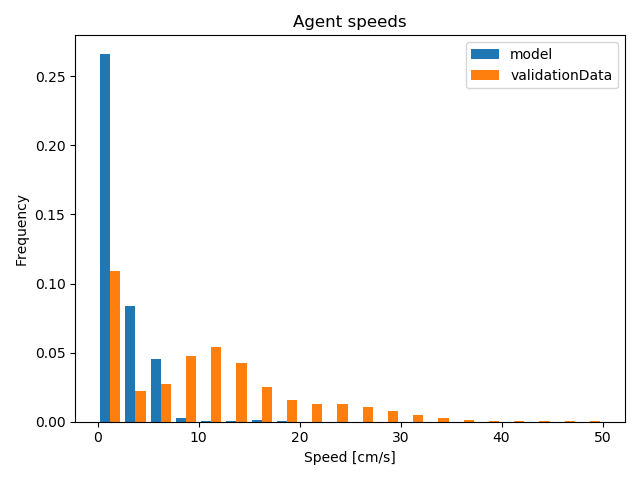 Agent speeds
model
validationData
0.25
0.20
0.15
0.10
0.05
0.00
Frequency
0 10 20 30 40 50
Speed [cm/s]